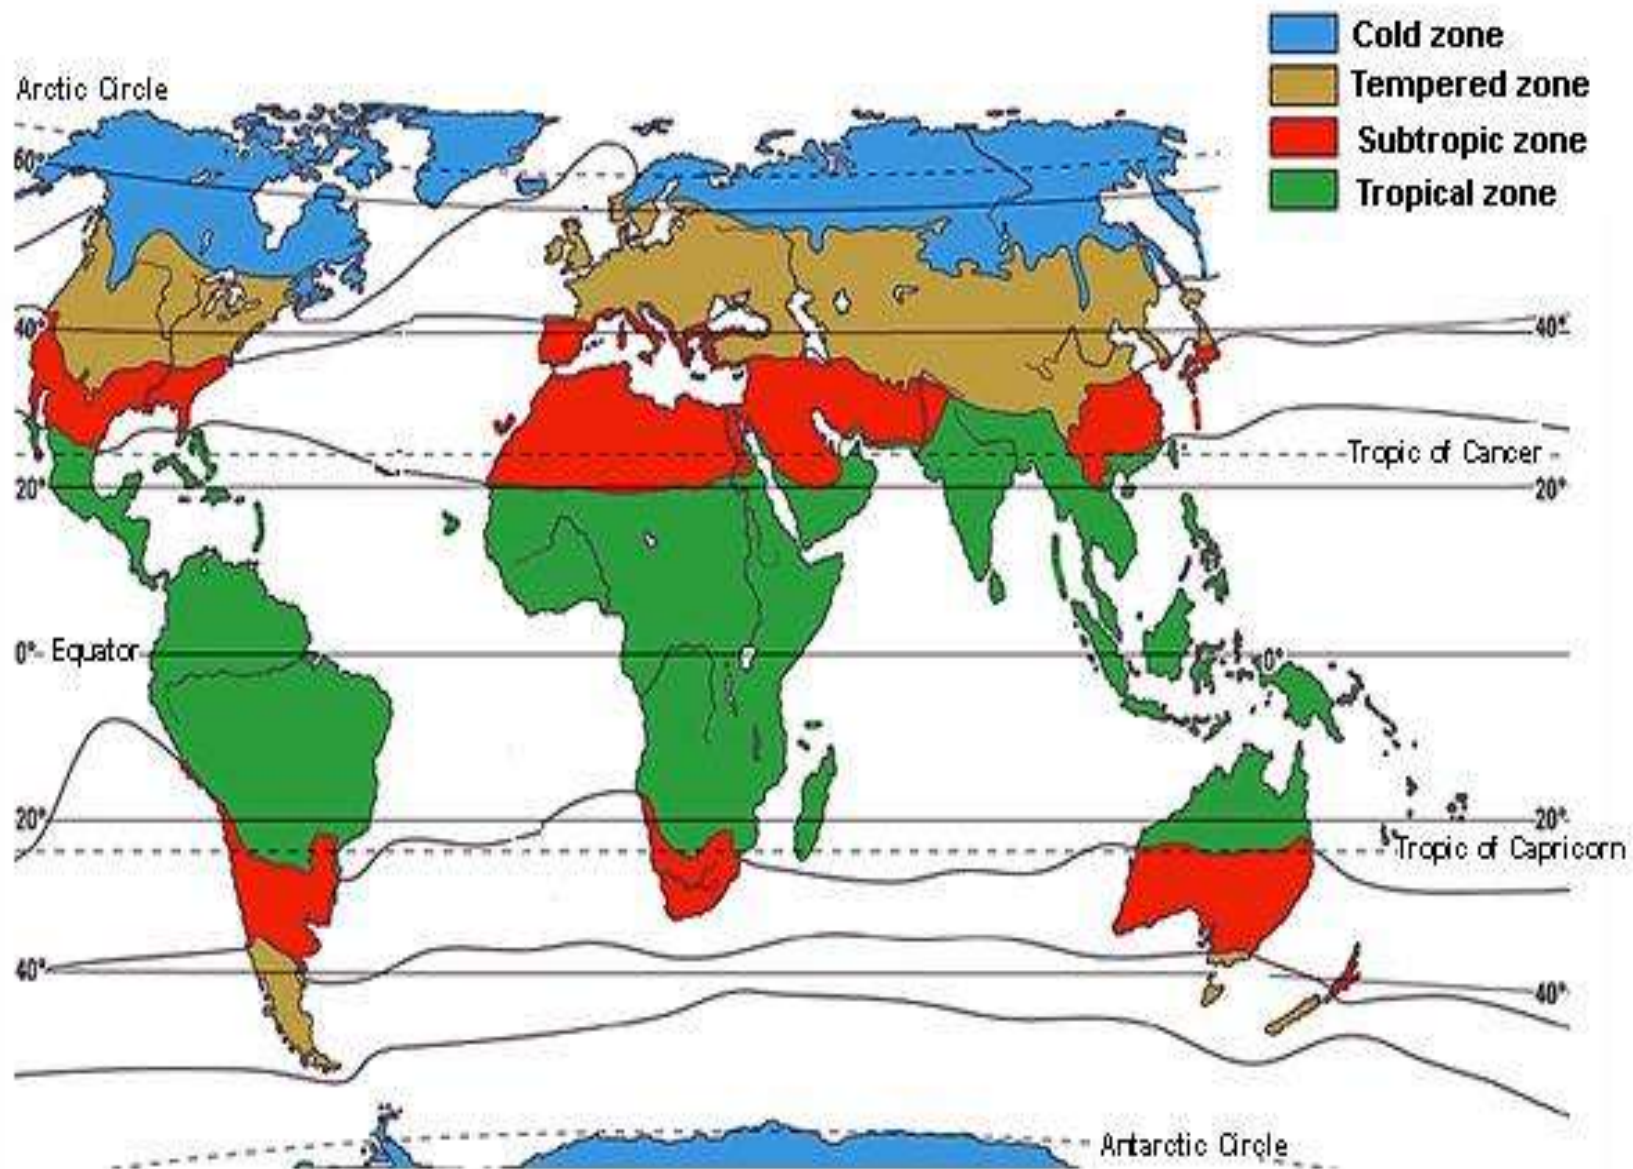 Cold zone
Tempered zone
Subtropic zone
Tropical zone
Arctic Circle
60°
40°
40°
Tropic of Cancer
20°
20°
0°
Equator
0°
20°
20°
Tropic of Capricorn
40°
40°
Antarctic Circle